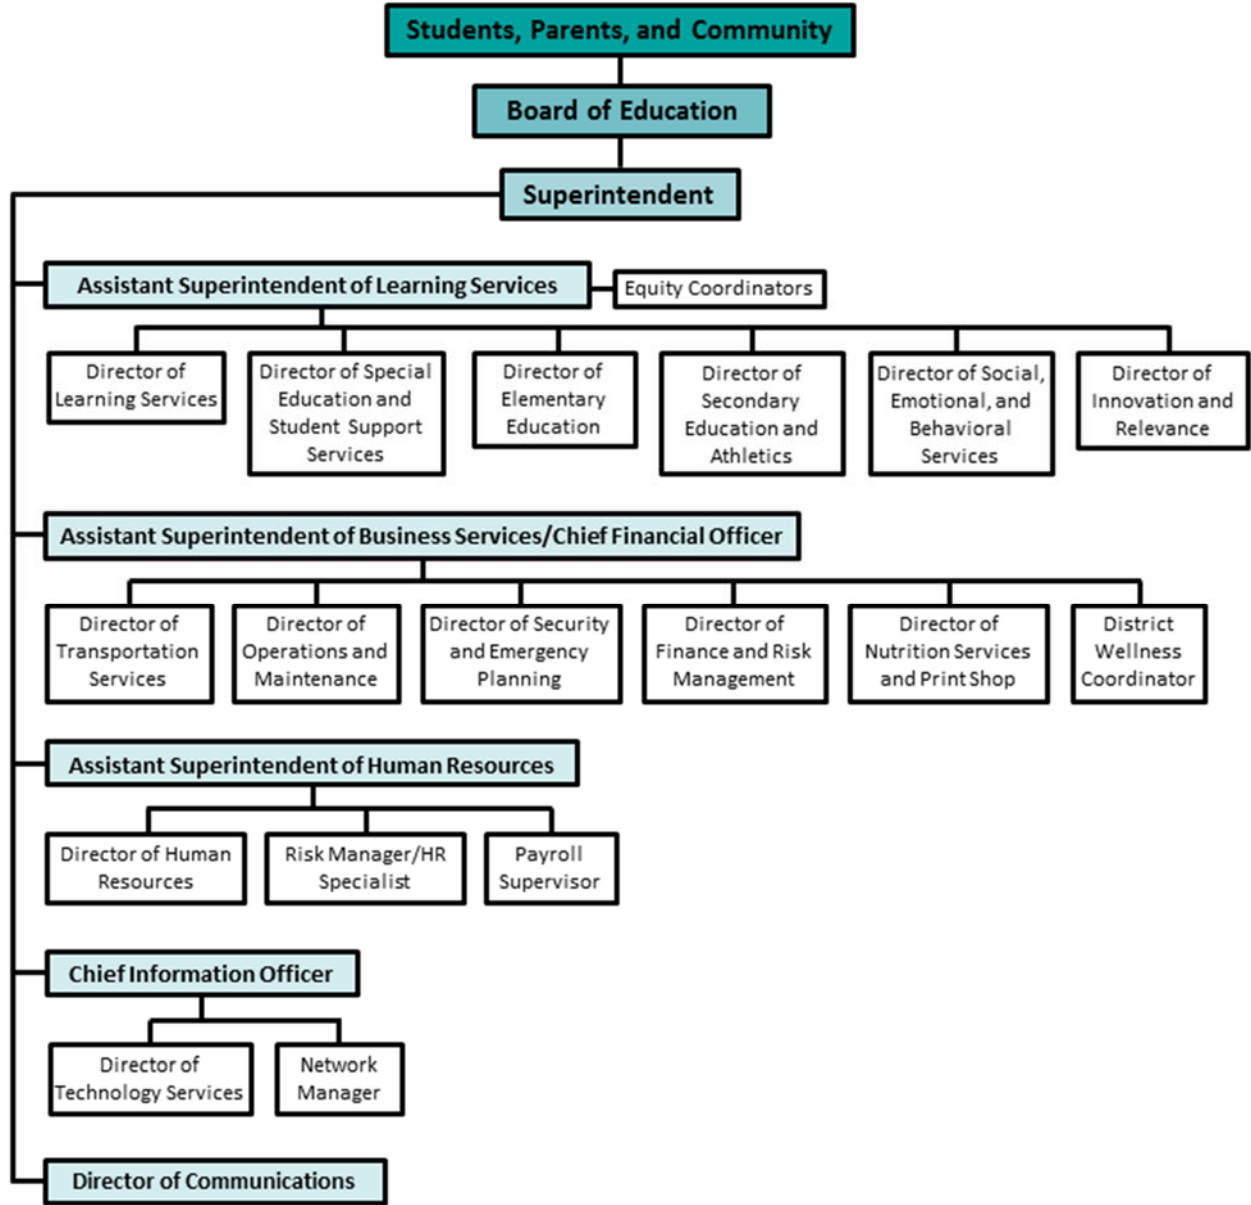 Students, Parents, and Community
Board of Education
Superintendent
Assistant Superintendent of Learning Services
Equity Coordinators
Director of
Learning Services
Director of Special
Education and
Student Support
Services
Director of
Elementary
Education
Director of
Secondary
Education and
Athletics
Director of Social,
Emotional, and
Behavioral
Services
Director of
Innovation and
Relevance
Assistant Superintendent of Business Services/Chief Financial Officer
Director of
Transportation
Services
Director of
Operations and
Maintenance
Director of Security
and Emergency
Planning
Director of
Finance and Risk
Management
Director of
Nutrition Services
and Print Shop
District
Wellness
Coordinator
Assistant Superintendent of Human Resources
Director of Human
Resources
Risk Manager/HR
Specialist
Payroll
Supervisor
Chief Information Officer
Director of
Technology Services
Network
Manager
Director of Communications